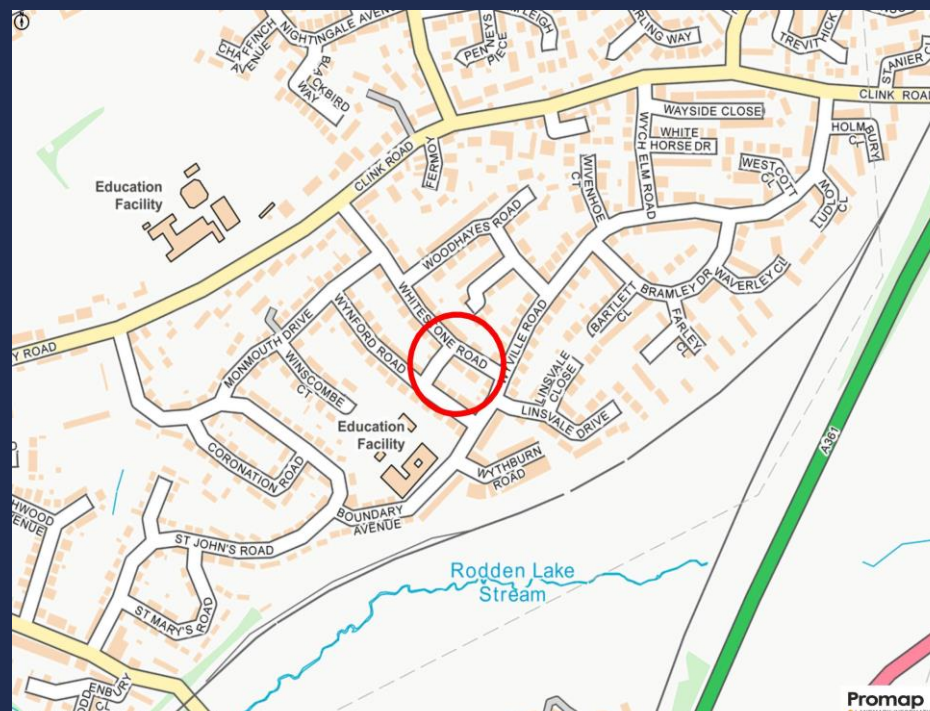 NIGHTINGALE AVENUE
CHAFFINCH
AVENUE
BLACKBIRD
WAY
PENNEYS
PIECE
STANIER CL
CLINK ROAD
WAYSIDE CLOSE
WHITE
HORSE DR
WYCH ELM ROAD
HOLMBURY
CL
WESTCOTT
CL
LUDLOW
CL
CLINK ROAD
Education
Facility
WIVENHOE
CT
WOODHAYES ROAD
WHITESTONE ROAD
WYVILLE ROAD
BARTLETT
CL
BRAMLEY DR
WAVERLEY CL
FARLEY
CL
MONMOUTH DRIVE
WYNFORD ROAD
WINSCOMBE
CT
LINSVALE
CLOSE
LINSVALE DRIVE
Education
Facility
WYTHBURN
ROAD
A361
CORONATION ROAD
BOUNDARY
AVENUE
ST JOHN'S ROAD
ST MARY'S ROAD
Rodden Lake
Stream
Promap